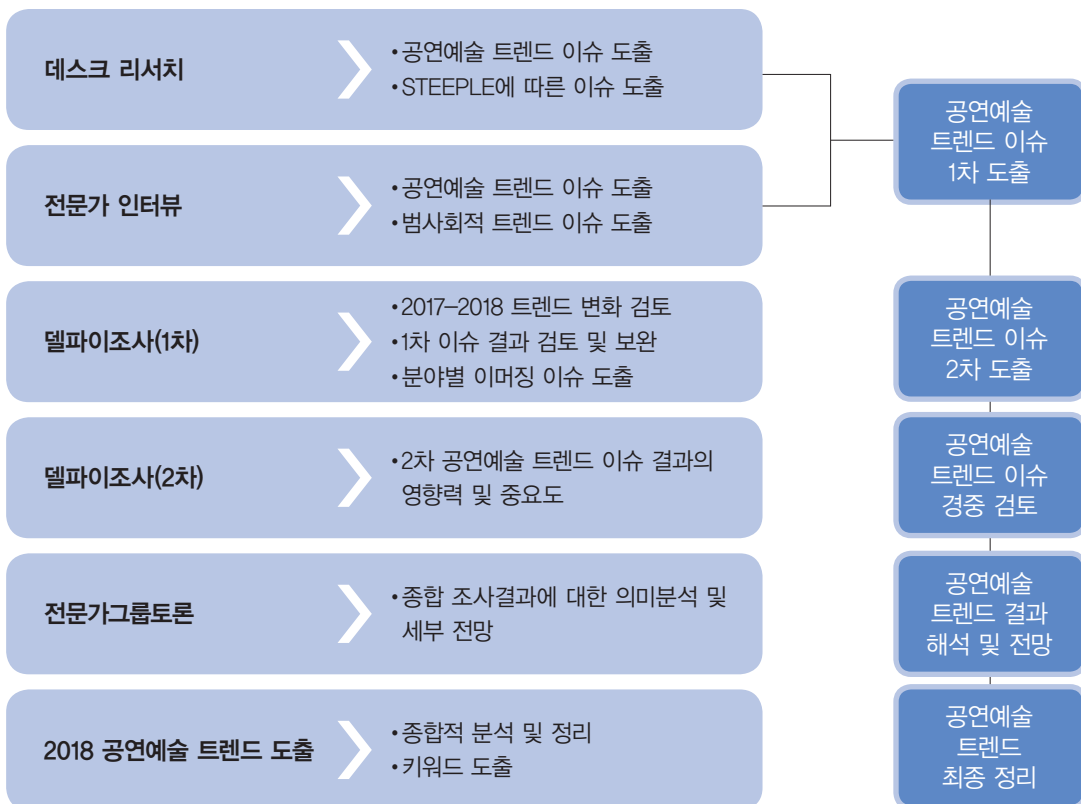 데스크 리서치
•공연예술 트렌드 이슈 도출
•STEEPLE에 따른 이슈 도출
공연예술
트렌드 이슈
1차 도출
전문가 인터뷰
•공연예술 트렌드 이슈 도출
•범사회적 트렌드 이슈 도출
델파이조사(1차)
•2017–2018 트렌드 변화 검토
•1차 이슈 결과 검토 및 보완
•분야별 이머징 이슈 도출
공연예술
트렌드 이슈
2차 도출
델파이조사(2차)
•2차 공연예술 트렌드 이슈 결과의
영향력 및 중요도
공연예술
트렌드 이슈
경중 검토
전문가그룹토론
•종합 조사결과에 대한 의미분석 및
세부 전망
공연예술
트렌드 결과
해석 및 전망
2018 공연예술 트렌드 도출
•종합적 분석 및 정리
•키워드 도출
공연예술
트렌드
최종 정리